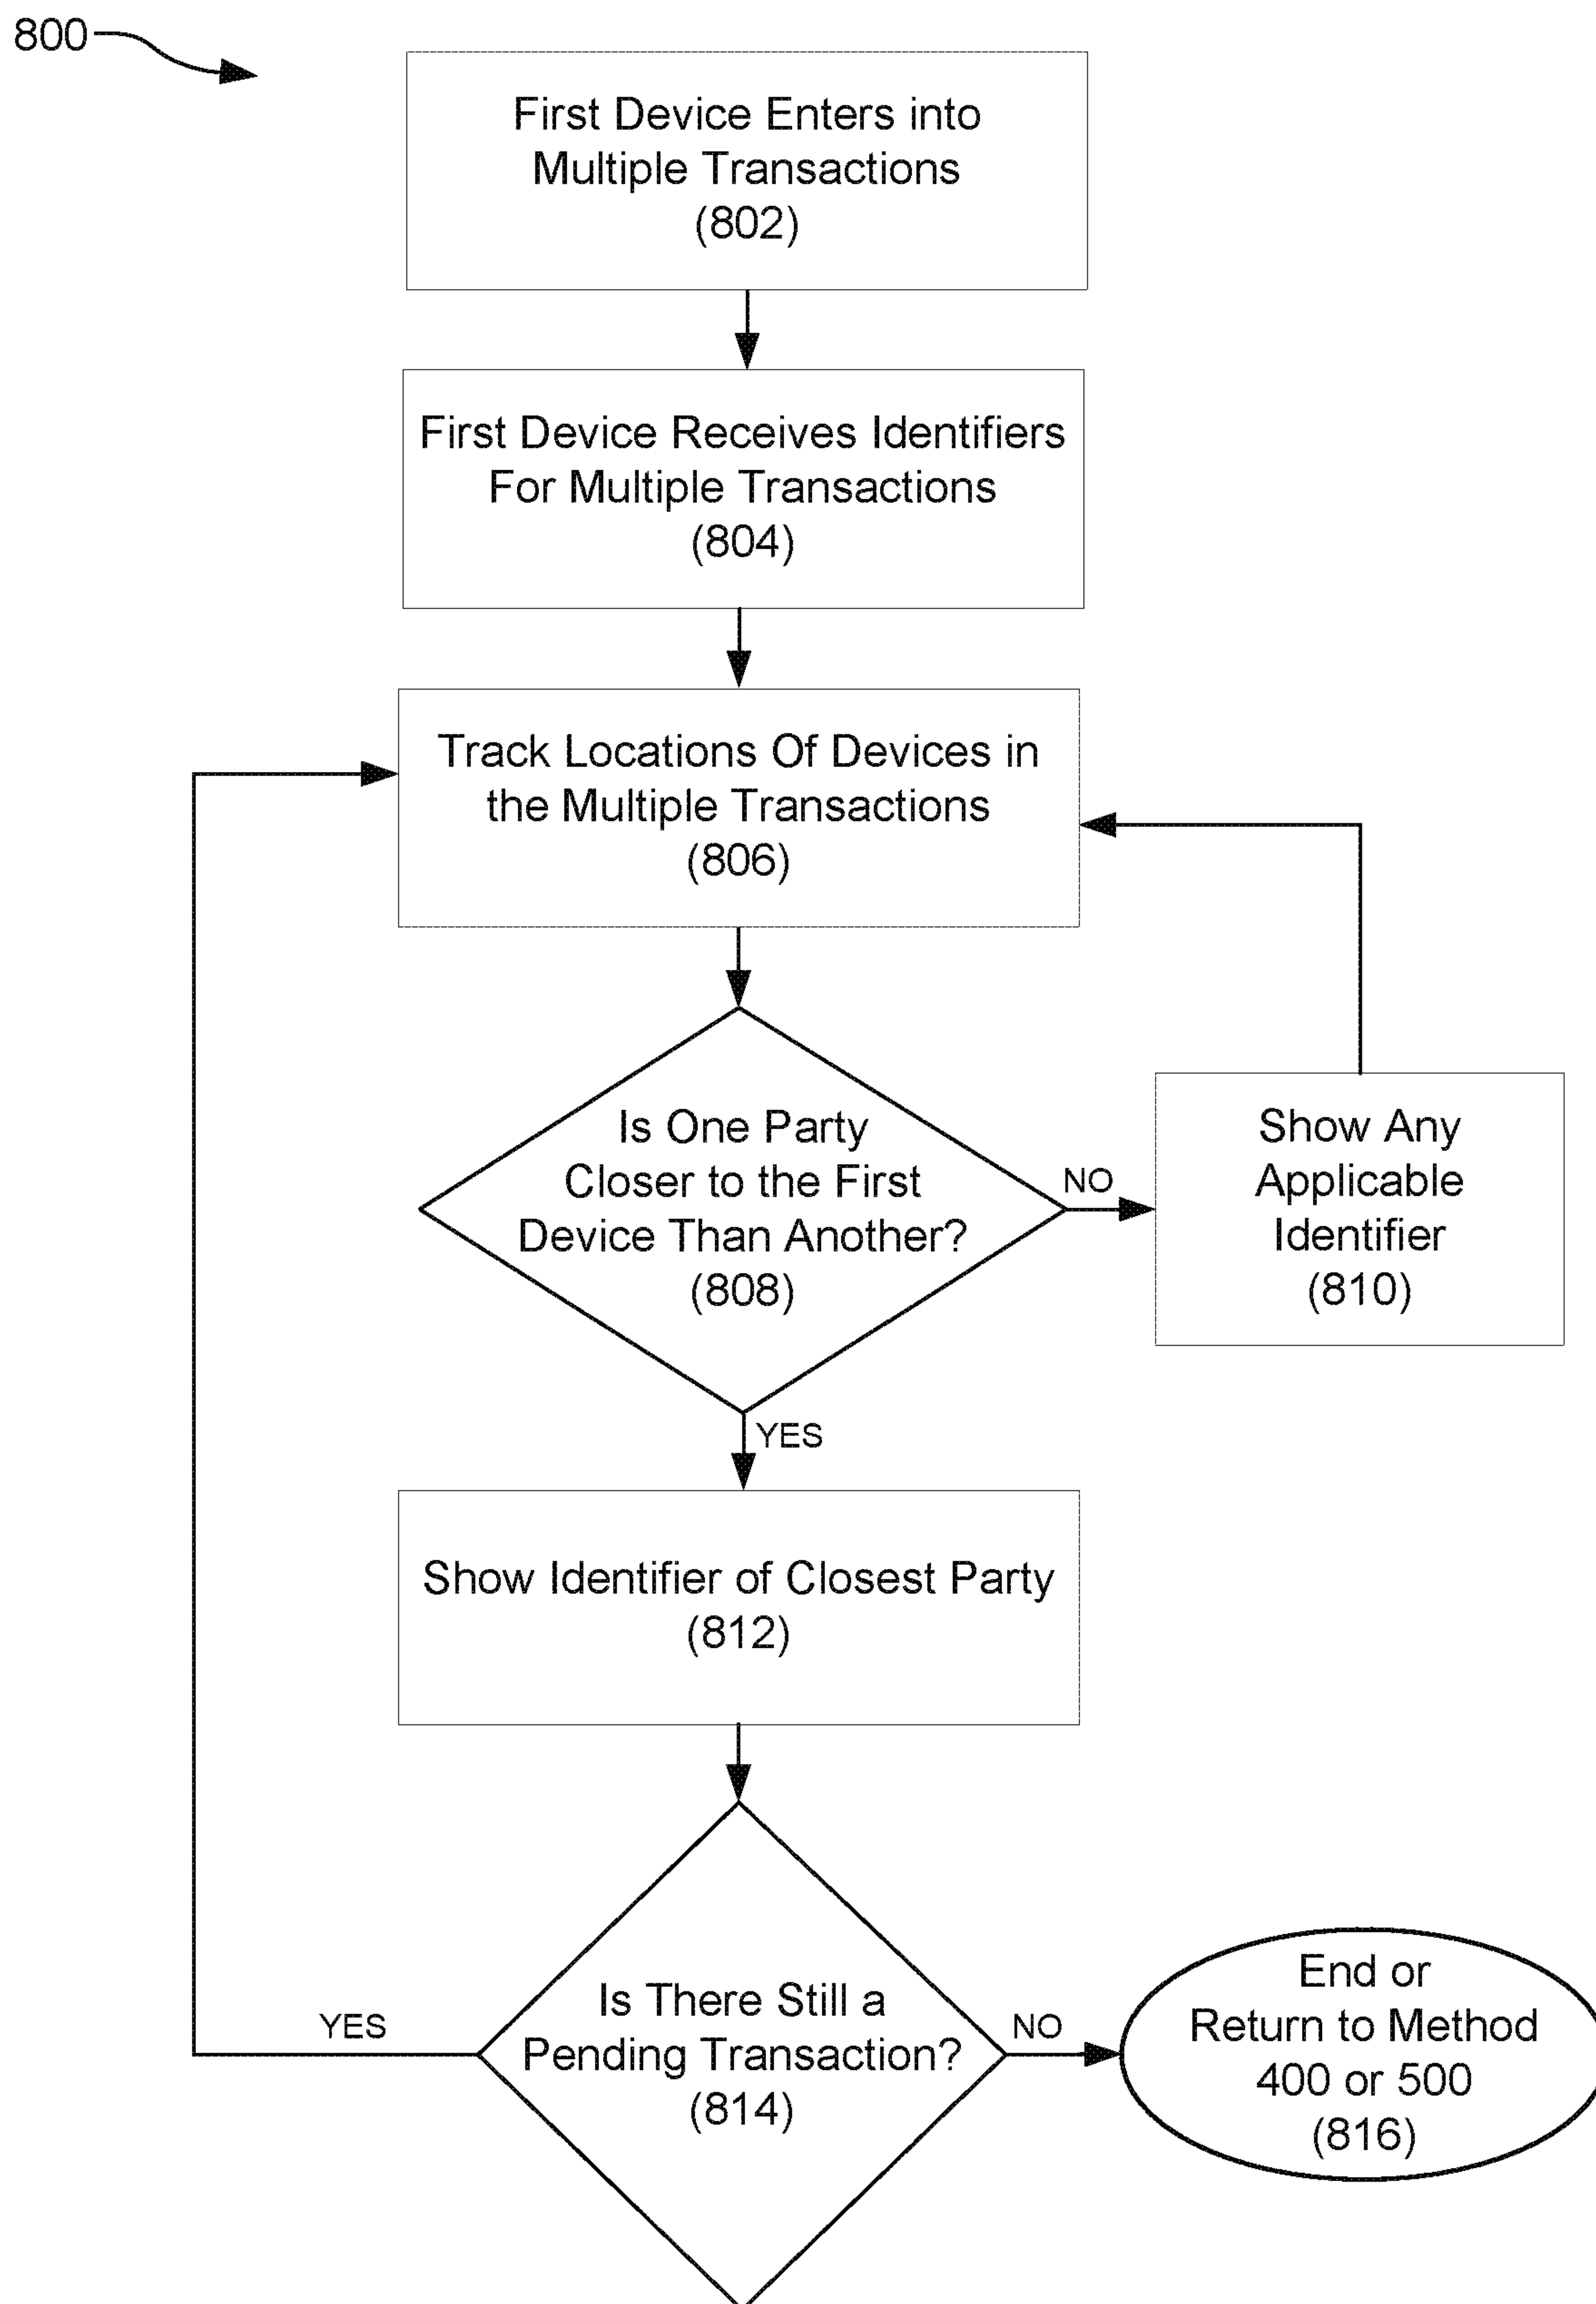 800
First Device Enters into
Multiple Transactions
(802)
First Device Receives Identifiers
For Multiple Transactions
(804)
Track Locations Of Devices in
the Multiple Transactions
(806)
Is One Party
Closer to the First
Device Than Another?
(808)
NO
Show Any
Applicable
Identifier
(810)
YES
Show Identifier of Closest Party
(812)
Is There Still a
Pending Transaction?
(814)
YES
NO
End or
Return to Method
400 or 500
(816)